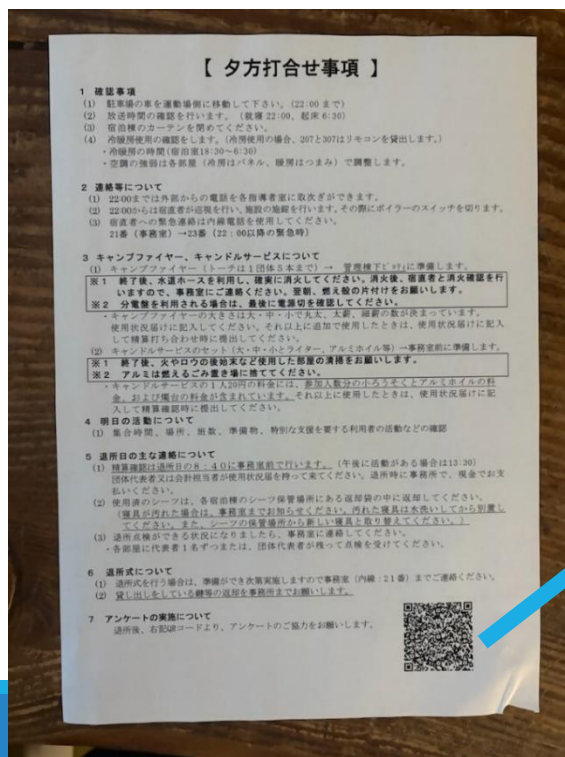 【 夕方打合せ事項 】
1 確認事項
(1) 駐車場の車を運動場側に移動して下さい。(22:00まで)
(2) 放送時間の確認を行います。(就寝 22:00、起床 6:30)
(3) 宿泊棟のカーテンを閉めてください。
(4) 冷暖房使用の確認をします。(冷房使用の場合、207と307はリモコンを貸出します。)
・冷暖房の時間(宿泊室18:30~6:30)
・空調の強弱は各部屋(冷房はパネル、暖房はつまみ)で調整します。
2 連絡等について
(1) 22:00までは外部からの電話を各指導者室に取次ぎができます。
(2) 22:00からは宿直者が巡視を行い、施設の施錠を行います。その際にボイラーのスイッチを切ります。
(3) 宿直者への緊急連絡は内線電話を使用してください。
21番(事務室)→23番(22:00以降の緊急時)
3 キャンプファイヤー、キャンドルサービスについて
(1) キャンプファイヤー(トーチは1団体5本まで)→ 管理棟下ピロティに準備します。
※1 終了後、水道ホースを利用し、確実に消火してください。消火後、宿直者と消火確認を行
いますので、事務室にご連絡ください。翌朝、燃え殻の片付けをお願いします。
※2 分電盤を利用される場合は、最後に電源切を確認してください。
・キャンプファイヤーの大きさは大・中・小で丸太、太薪、細薪の数が決まっています。
使用状況届けに記入してください。それ以上に追加で使用したときは、使用状況届けに記入
して精算打ち合わせ時に提出してください。
(2) キャンドルサービスのセット(大・中・小とライター、アルミホイル等)→事務室前に準備します。
※1 終了後、火やロウの後始末など使用した部屋の清掃をお願いします。
※2 アルミは燃えるごみ置き場に捨ててください。
・キャンドルサービスの1人20円の料金には、参加人数分の小ろうそくとアルミホイルの料
金、および燭台の料金が含まれています。それ以上に使用したときは、使用状況届けに記
入して精算確認時に提出してください。
4 明日の活動について
(1) 集合時間、場所、班数、準備物、特別な支援を要する利用者の活動などの確認
5 退所日の主な連絡について
(1) 精算確認は退所日の8:40に事務室前で行います。(午後に活動がある場合は13:30)
団体代表者又は会計担当者が使用状況届を持って来てください。退所時に事務所で、現金でお支
払いください。
(2) 使用済のシーツは、各宿泊棟のシーツ保管場所にある返却袋の中に返却してください。
(寝具が汚れた場合は、事務室までお知らせください。汚れた寝具は水洗いしてから別置し
てください。また、シーツの保管場所から新しい寝具と取り替えてください。)
(3) 退所点検ができる状況になりましたら、事務室に連絡してください。
・各部屋に代表者1名ずつまたは、団体代表者が残って点検を受けてください。
6 退所式について
(1) 退所式を行う場合は、準備ができ次第実施しますので事務室(内線:21番)までご連絡ください。
(2) 貸し出しをしている鍵等の返却を事務所までお願いします。
7 アンケートの実施について
退所後、右記QRコードより、アンケートのご協力をお願いします。